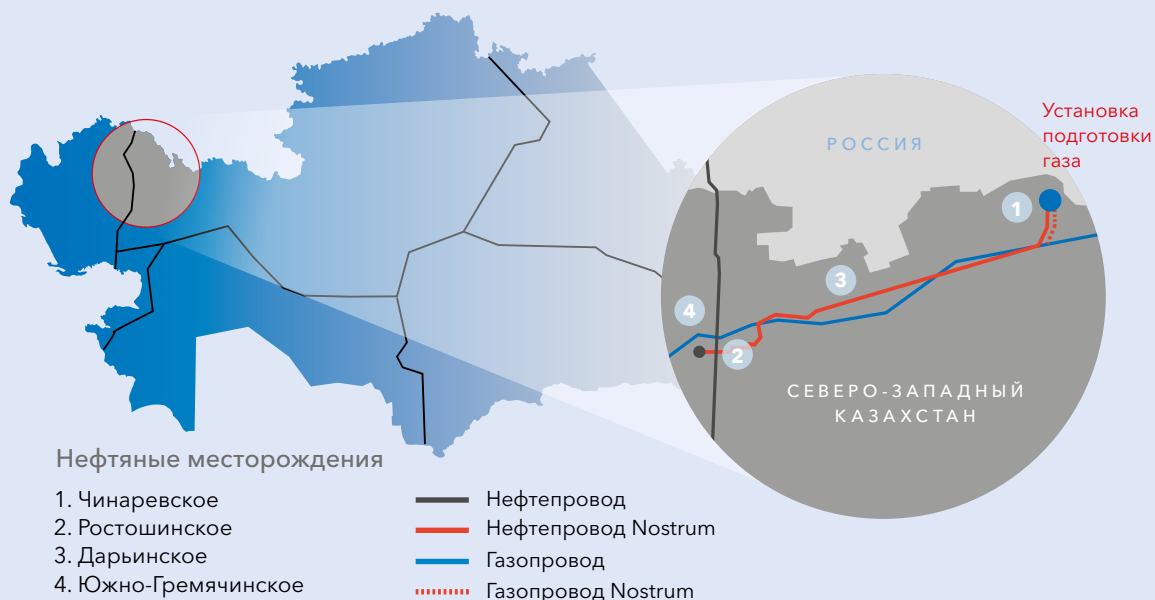 Установка
подготовки
газа
РОССИЯ
1
3
4
2
СЕВЕРО-ЗАПАДНЫЙ
КАЗАХСТАН
Нефтяные месторождения
1. Чинаревское
2. Ростошинское
3. Дарьинское
4. Южно-Гремячинское
Нефтепровод
Нефтепровод Nostrum
Газопровод
Газопровод Nostrum